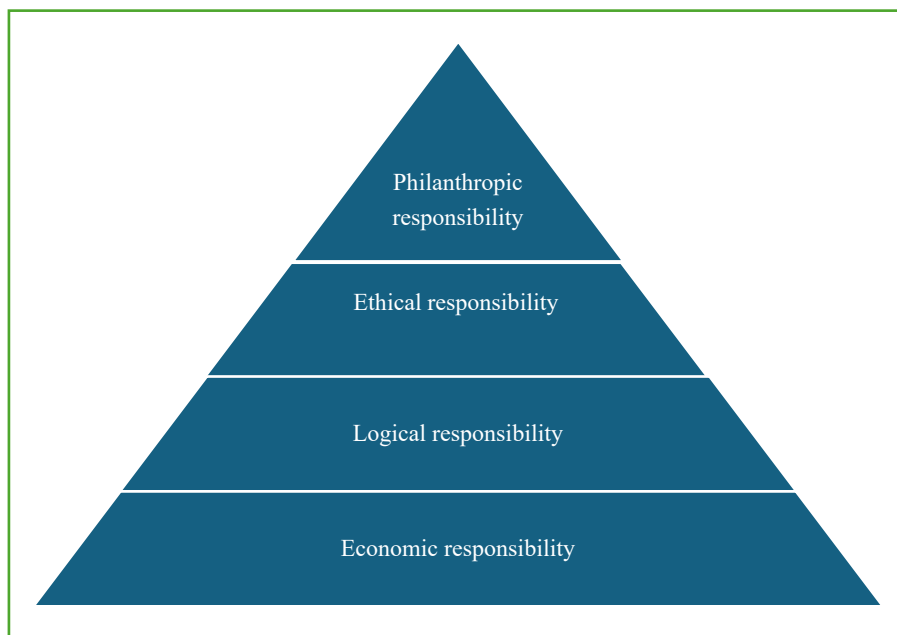 Philanthropic
responsibility
Ethical responsibility
Logical responsibility
Economic responsibility